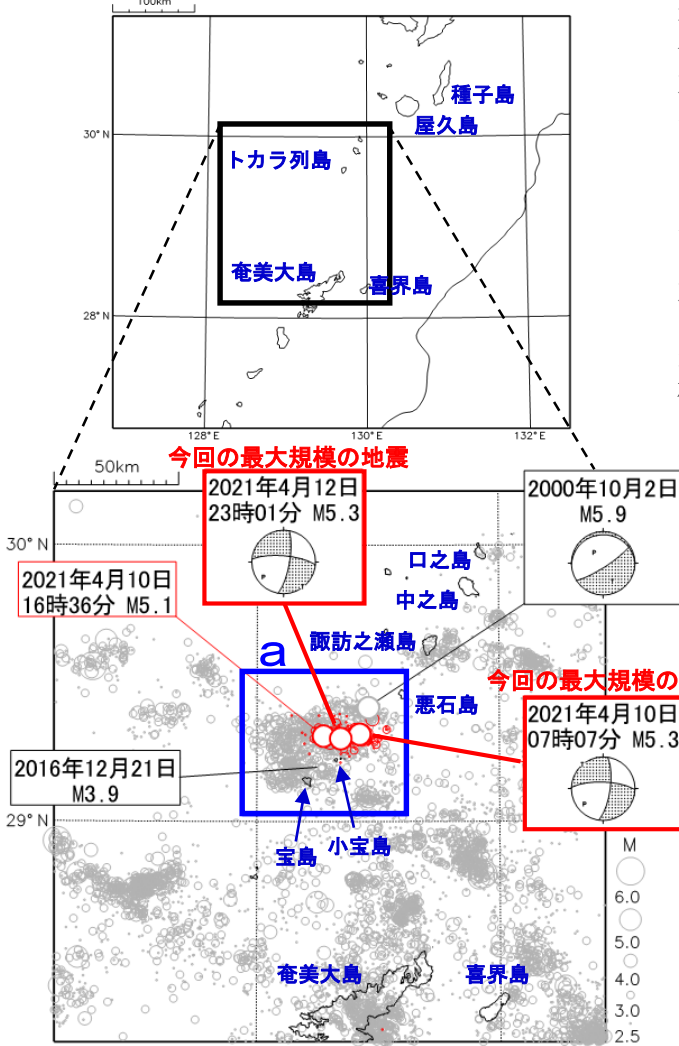 100km
種子島
屋久島
30°N
トカラ列島
奄美大島
喜界島
28°N
128°E
130°E
132°E
今回の最大規模の地震
50km
2021年4月12日
23時01分 M5.3
P
T
2000年10月2日
M5.9
P
T
30°N
口之島
中之島
2021年4月10日
16時36分 M5.1
諏訪之瀬島
a
今回の最大規模の
悪石島
2021年4月10日
07時07分 M5.3
P
T
2016年12月21日
M3.9
29°N
宝島
小宝島
M
6.0
5.0
4.0
3.0
2.5
奄美大島
喜界島